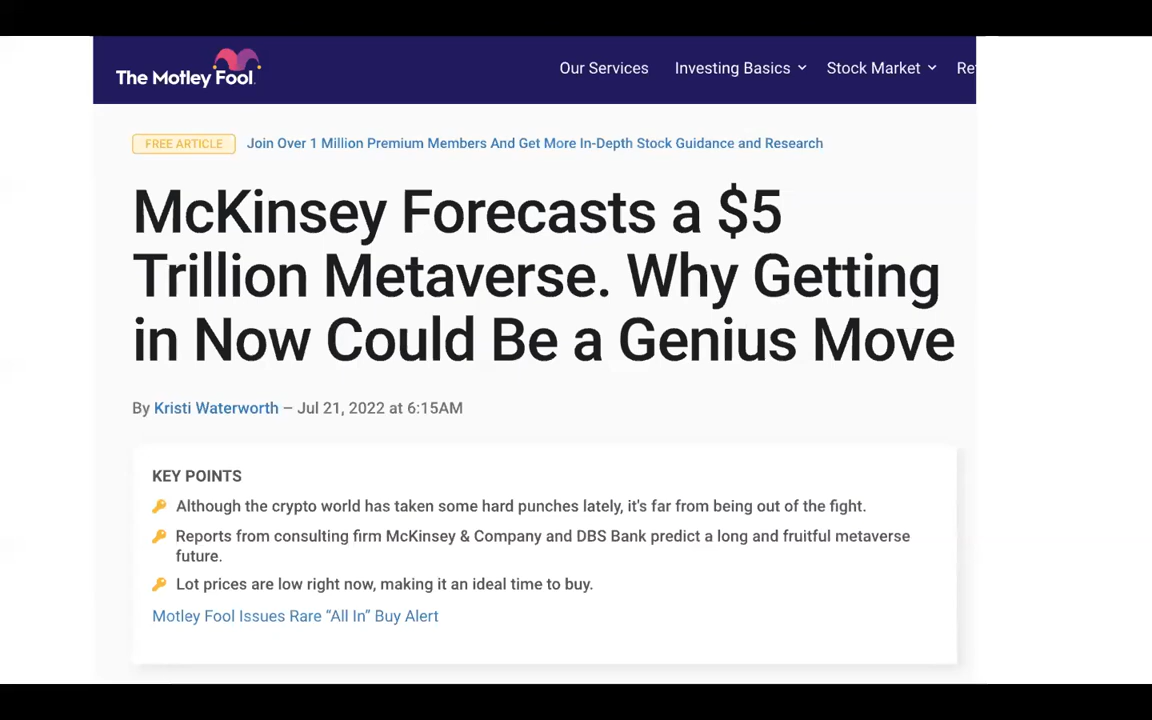 The Motley Fool.
Our Services
Investing Basics
Stock Market
FREE ARTICLE
Join Over 1 Million Premium Members And Get More In-Depth Stock Guidance and Research
McKinsey Forecasts a $5
Trillion Metaverse. Why Getting
in Now Could Be a Genius Move
By Kristi Waterworth – Jul 21, 2022 at 6:15AM
KEY POINTS
Although the crypto world has taken some hard punches lately, it's far from being out of the fight.
Reports from consulting firm McKinsey & Company and DBS Bank predict a long and fruitful metaverse
future.
Lot prices are low right now, making it an ideal time to buy.
Motley Fool Issues Rare “All In” Buy Alert